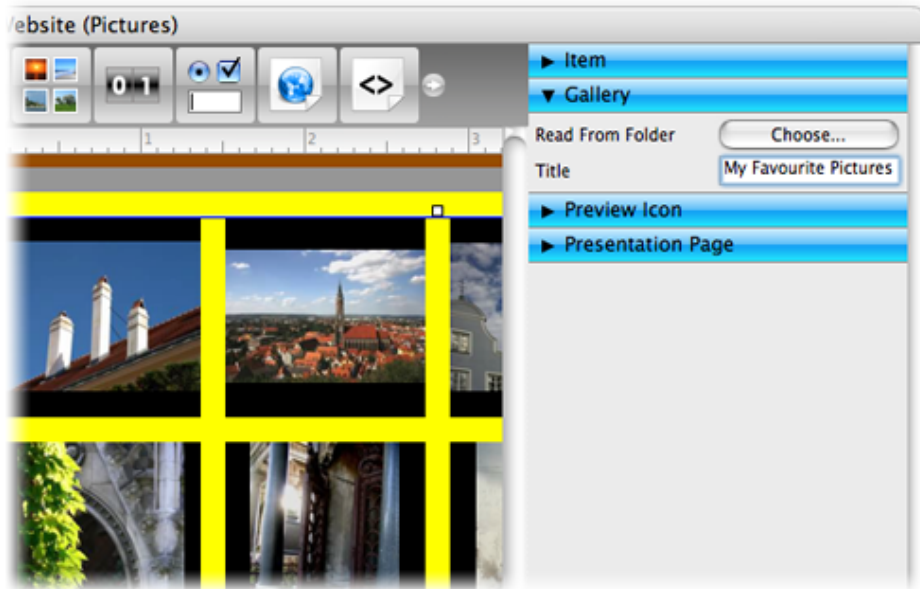 Website (Pictures)
0 1
<>
1 2 3
▶ Item
▼ Gallery
Read From Folder Choose...
Title My Favourite Pictures
▶ Preview Icon
▶ Presentation Page